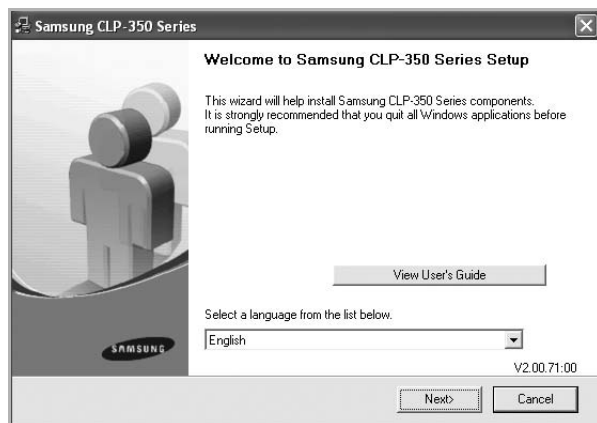 Samsung CLP-350 Series
Welcome to Samsung CLP-350 Series Setup
This wizard will help install Samsung CLP-350 Series components.
It is strongly recommended that you quit all Windows applications before
running Setup.
View User's Guide
Select a language from the list below.
English
SAMSUNG
V2.00.71:00
Next>
Cancel